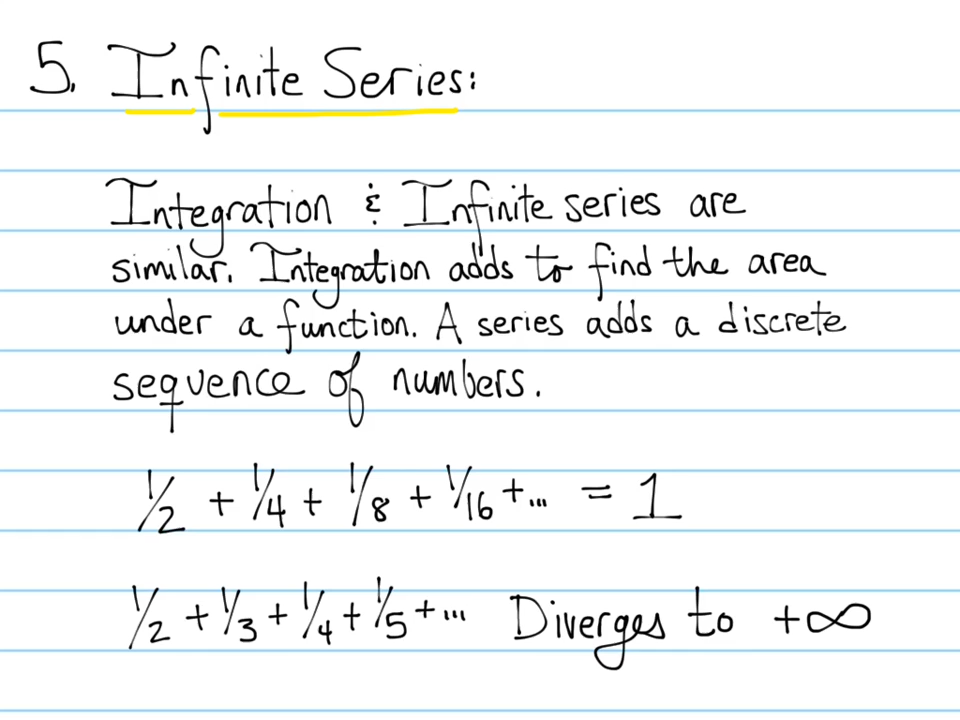 5. Infinite Series:
Integration & Infinite series are
similar. Integration adds to find the area
under a function. A series adds a discrete
sequence of numbers.
1/2 + 1/4 + 1/8 + 1/16 + ... = 1
1/2 + 1/3 + 1/4 + 1/5 + ... Diverges to +∞